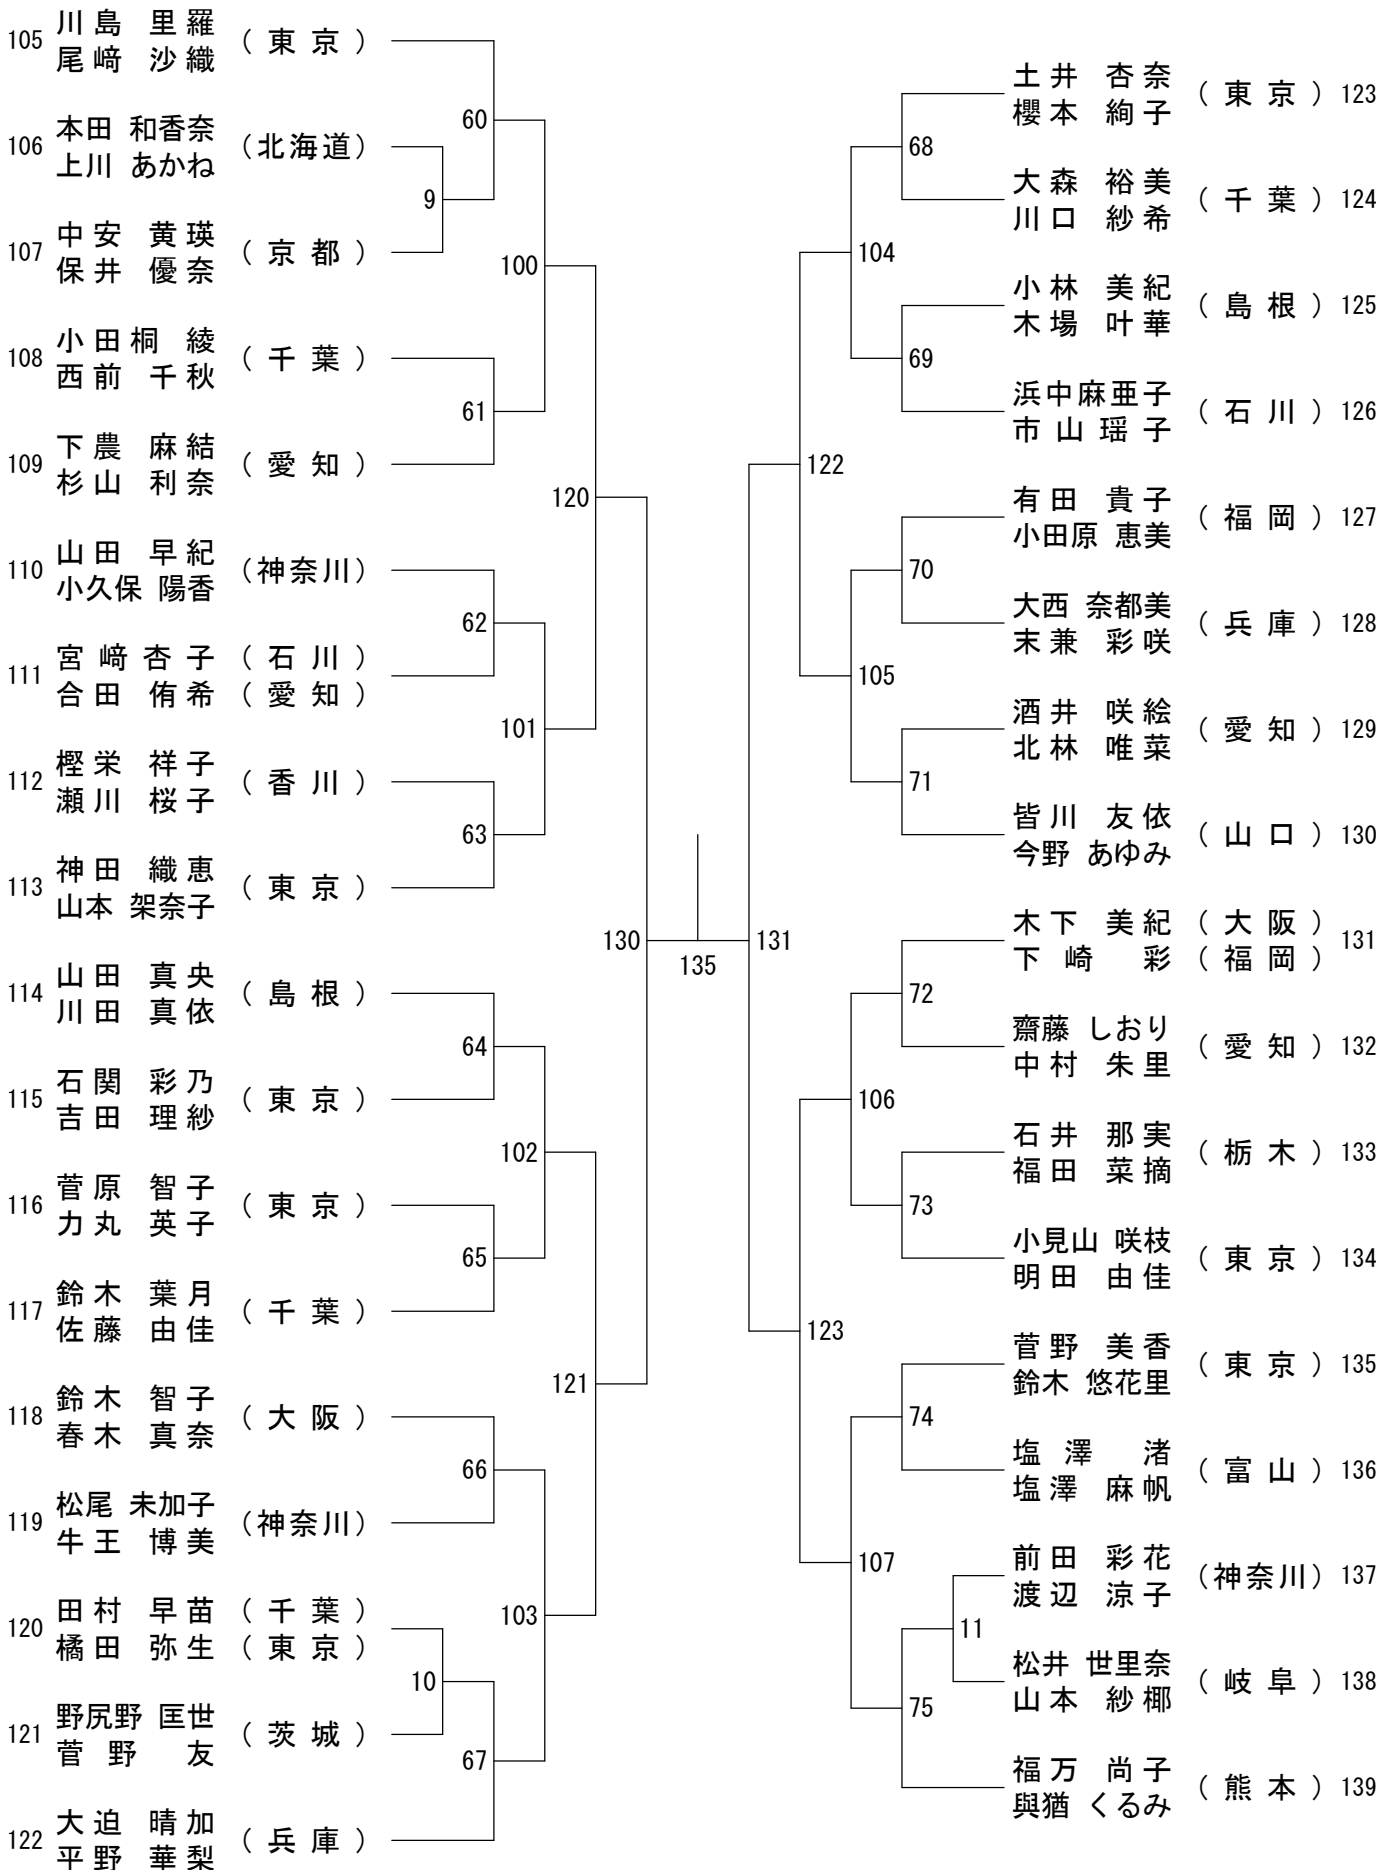 105 川島 里羅 (東京)
尾﨑 沙織
106 本田 和香奈 (北海道)
上川 あかね
107 中安 黄瑛 (京都)
保井 優奈
108 小田桐 綾 (千葉)
西前 千秋
109 下農 麻結 (愛知)
杉山 利奈
110 山田 早紀 (神奈川)
小久保 陽香
111 宮﨑 杏子 (石川)
合田 侑希 (愛知)
112 樫栄 祥子 (香川)
瀬川 桜子
113 神田 織恵 (東京)
山本 架奈子
114 山田 真央 (島根)
川田 真依
115 石関 彩乃 (東京)
吉田 理紗
116 菅原 智子 (東京)
力丸 英子
117 鈴木 葉月 (千葉)
佐藤 由佳
118 鈴木 智子 (大阪)
春木 真奈
119 松尾 未加子 (神奈川)
牛王 博美
120 田村 早苗 (千葉)
橘田 弥生 (東京)
121 野尻野 匡世 (茨城)
菅野 友
122 大迫 晴加 (兵庫)
平野 華梨
60
9
100
61
120
62
101
63
130
64
102
65
121
66
103
10
67
135
131
68
104
69
122
70
105
71
72
106
73
123
74
107
11
75
土井 杏奈 (東京) 123
櫻本 絢子
大森 裕美 (千葉) 124
川口 紗希
小林 美紀 (島根) 125
木場 叶華
浜中麻亜子 (石川) 126
市山瑶子
有田 貴子 (福岡) 127
小田原 恵美
大西 奈都美 (兵庫) 128
末兼 彩咲
酒井 咲絵 (愛知) 129
北林 唯菜
皆川 友依 (山口) 130
今野 あゆみ
木下 美紀 (大阪) 131
下崎 彩 (福岡)
齋藤 しおり (愛知) 132
中村 朱里
石井 那実 (栃木) 133
福田 菜摘
小見山 咲枝 (東京) 134
明田 由佳
菅野 美香 (東京) 135
鈴木 悠花里
塩澤 渚 (富山) 136
塩澤 麻帆
前田 彩花 (神奈川) 137
渡辺 涼子
松井 世里奈 (岐阜) 138
山本 紗椰
福万 尚子 (熊本) 139
與猶 くるみ